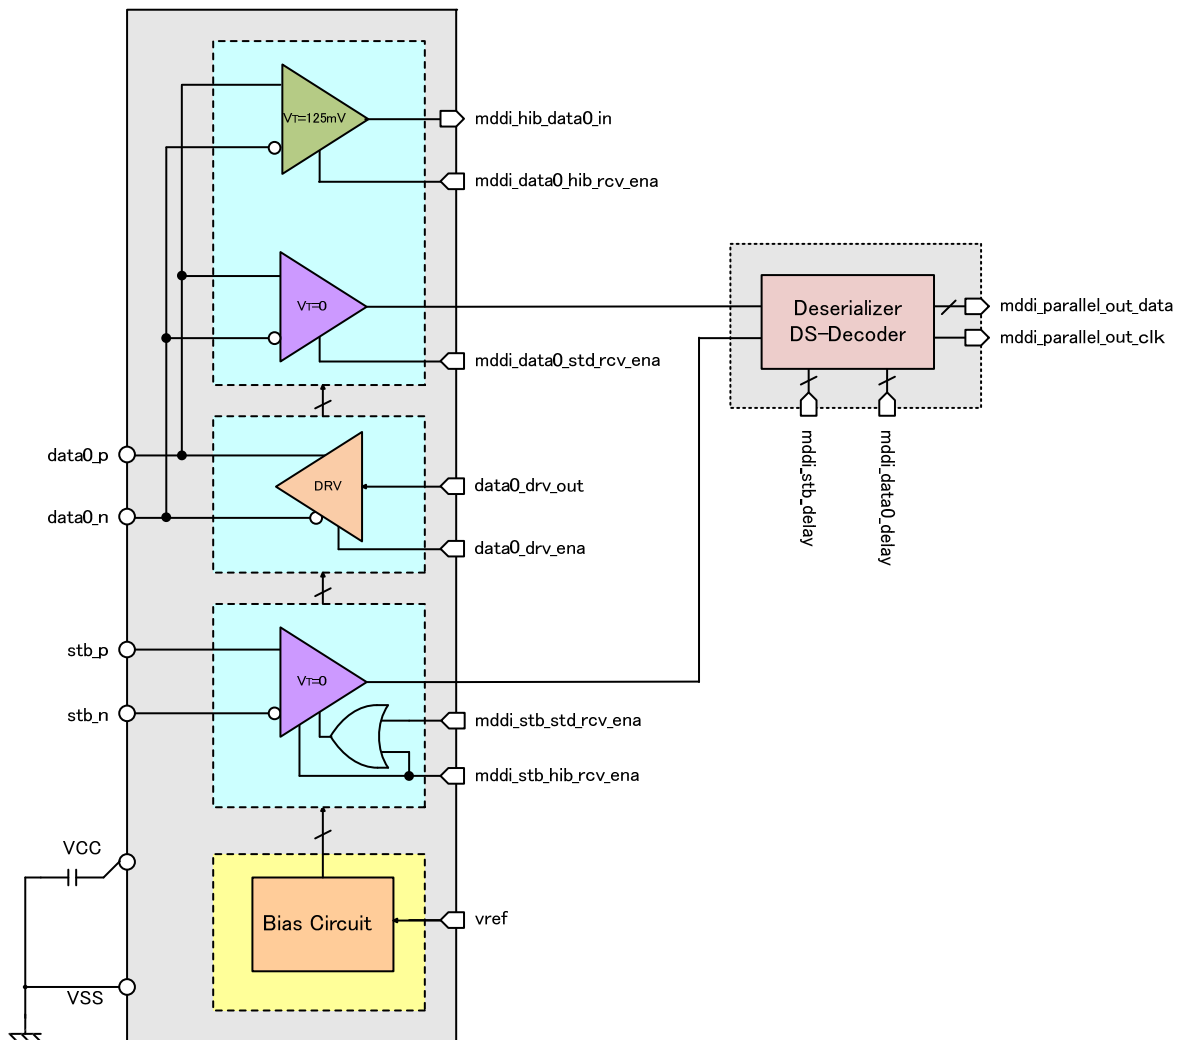 VT=125mV
mddi_hib_data0_in
mddi_data0_hib_rcv_ena
VT=0
mddi_data0_std_rcv_ena
Deserializer
DS-Decoder
mddi_parallel_out_data
mddi_parallel_out_clk
mddi_stb_delay
mddi_data0_delay
data0_p
data0_n
DRV
data0_drv_out
data0_drv_ena
stb_p
stb_n
VT=0
mddi_stb_std_rcv_ena
mddi_stb_hib_rcv_ena
VCC
VSS
Bias Circuit
vref